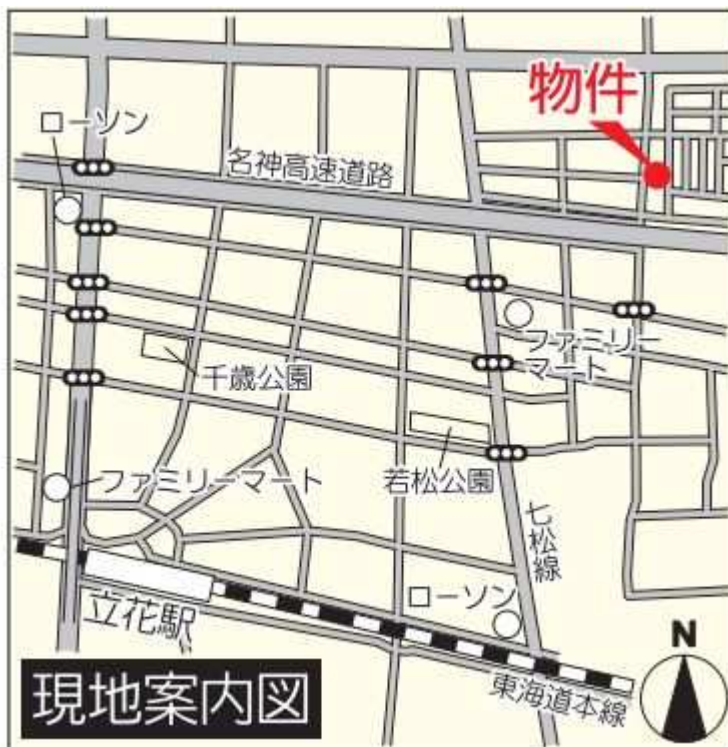 物件
ローソン
名神高速道路
ファミリー
マート
千歳公園
若松公園
ファミリーマート
七松線
ローソン
立花駅
N
東海道本線
現地案内図